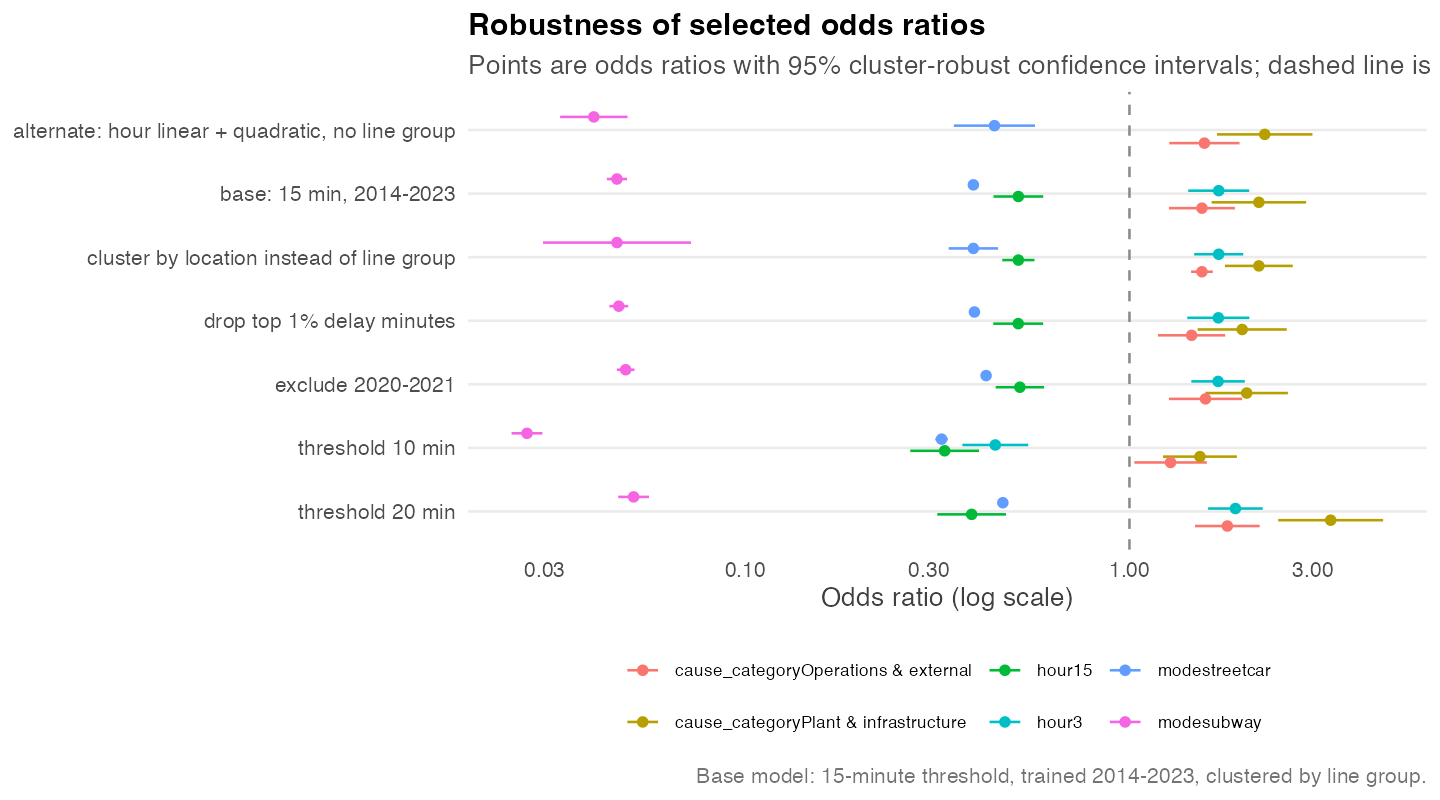 Robustness of selected odds ratios
Points are odds ratios with 95% cluster-robust confidence intervals; dashed line is
alternate: hour linear + quadratic, no line group
base: 15 min, 2014-2023
cluster by location instead of line group
drop top 1% delay minutes
exclude 2020-2021
threshold 10 min
threshold 20 min
0.03 0.10 0.30 1.00 3.00
Odds ratio (log scale)
cause_categoryOperations & external hour15 modestreetcar
cause_categoryPlant & infrastructure hour3 modesubway
Base model: 15-minute threshold, trained 2014-2023, clustered by line group.